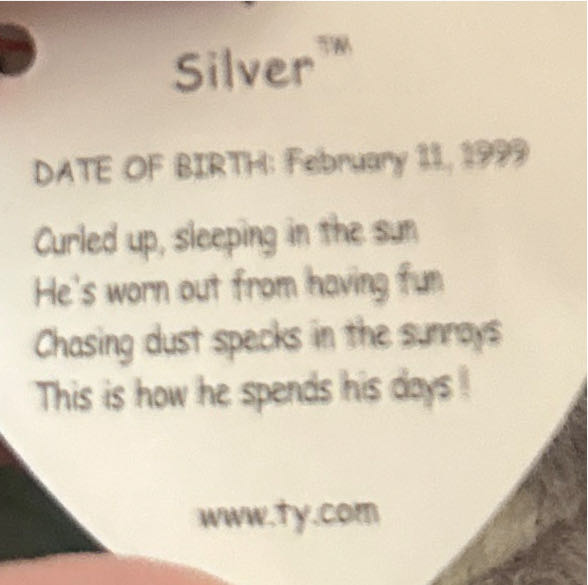 Silver™
DATE OF BIRTH: February 11, 1999
Curled up, sleeping in the sun
He's worn out from having fun
Chasing dust specks in the sunrays
This is how he spends his days!
www.ty.com